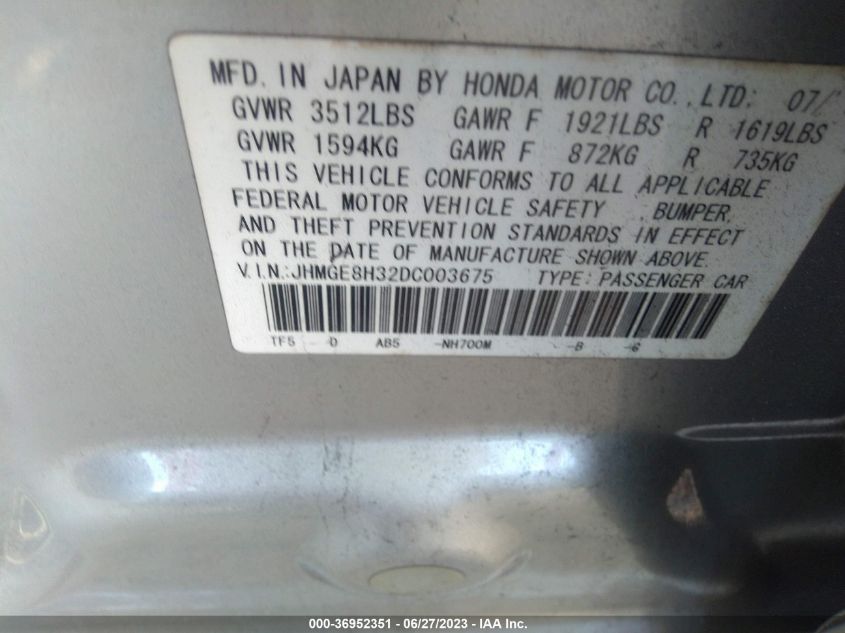 MFD. IN JAPAN BY HONDA MOTOR CO., LTD. 07/
GVWR 3512LBS GAWR F 1921LBS R 1619LBS
GVWR 1594KG GAWR F 872KG R 735KG
THIS VEHICLE CONFORMS TO ALL APPLICABLE
FEDERAL MOTOR VEHICLE SAFETY , BUMPER,
AND THEFT PREVENTION STANDARDS IN EFFECT
ON THE DATE OF MANUFACTURE SHOWN ABOVE.
V.I.N.:JHMGE8H32DC003675 TYPE: PASSENGER CAR
TF5 -- D AB5 -NH700M -B -6
000-36952351 - 06/27/2023 - IAA Inc.